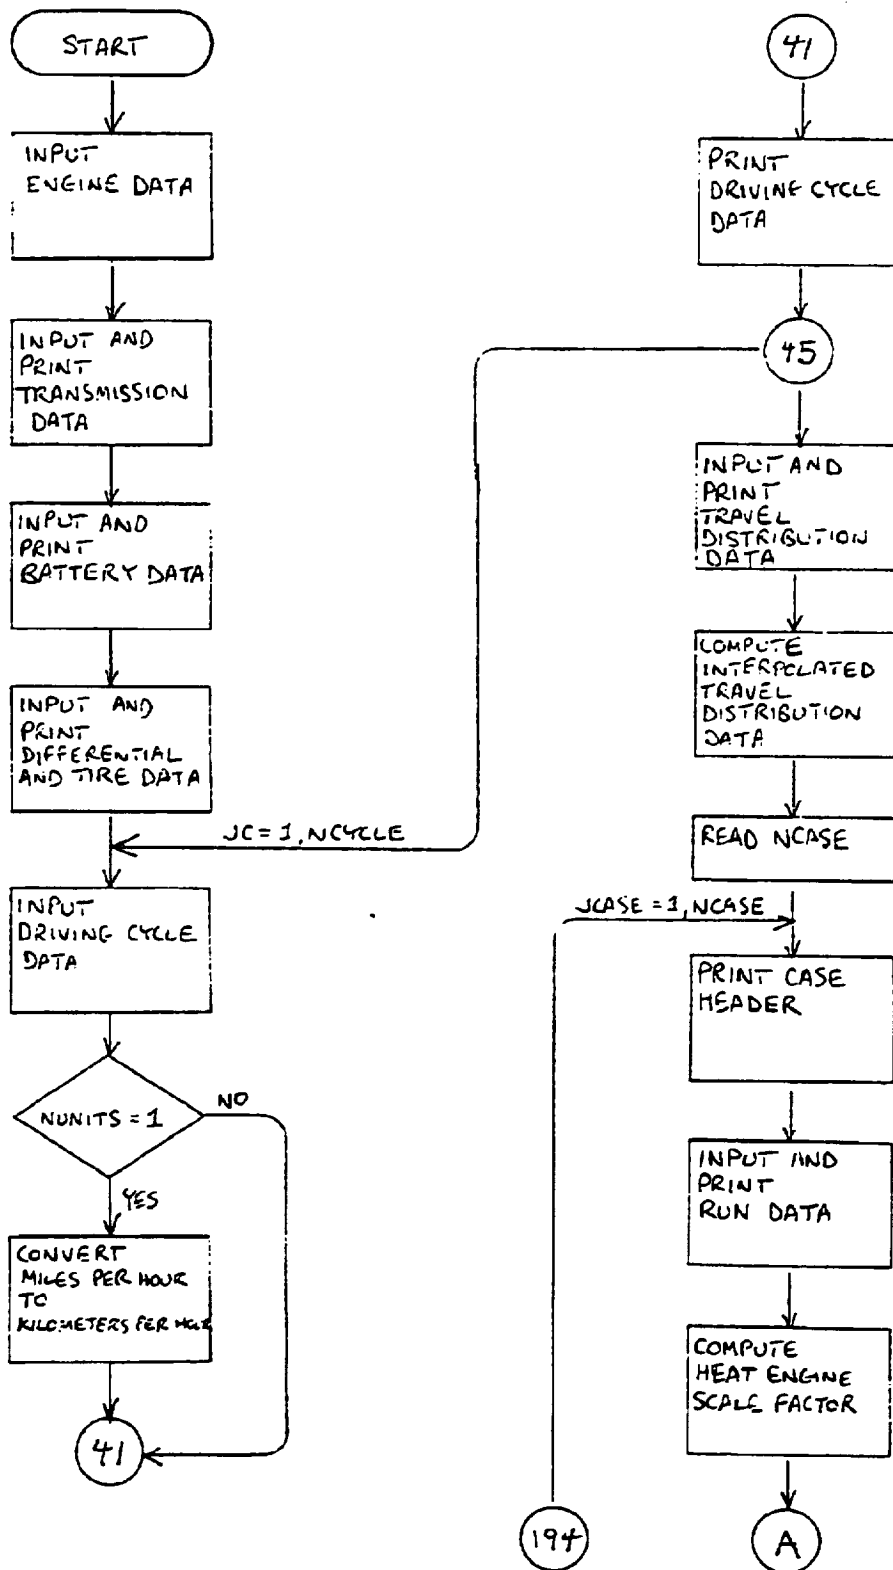 START
INPUT
ENGINE DATA
INPUT AND
PRINT
TRANSMISSION
DATA
INPUT AND
PRINT
BATTERY DATA
INPUT AND
PRINT
DIFFERENTIAL
AND TIRE DATA
JC = 1, NCYCLE
INPUT
DRIVING CYCLE
DATA
NUNITS = 1
NO
YES
CONVERT
MILES PER HOUR
TO
KILOMETERS PER HOUR
41
41
PRINT
DRIVING CYCLE
DATA
45
INPUT AND
PRINT
TRAVEL
DISTRIBUTION
DATA
COMPUTE
INTERPOLATED
TRAVEL
DISTRIBUTION
DATA
READ NCASE
JCASE = 1, NCASE
PRINT CASE
HEADER
INPUT AND
PRINT
RUN DATA
COMPUTE
HEAT ENGINE
SCALE FACTOR
194
A